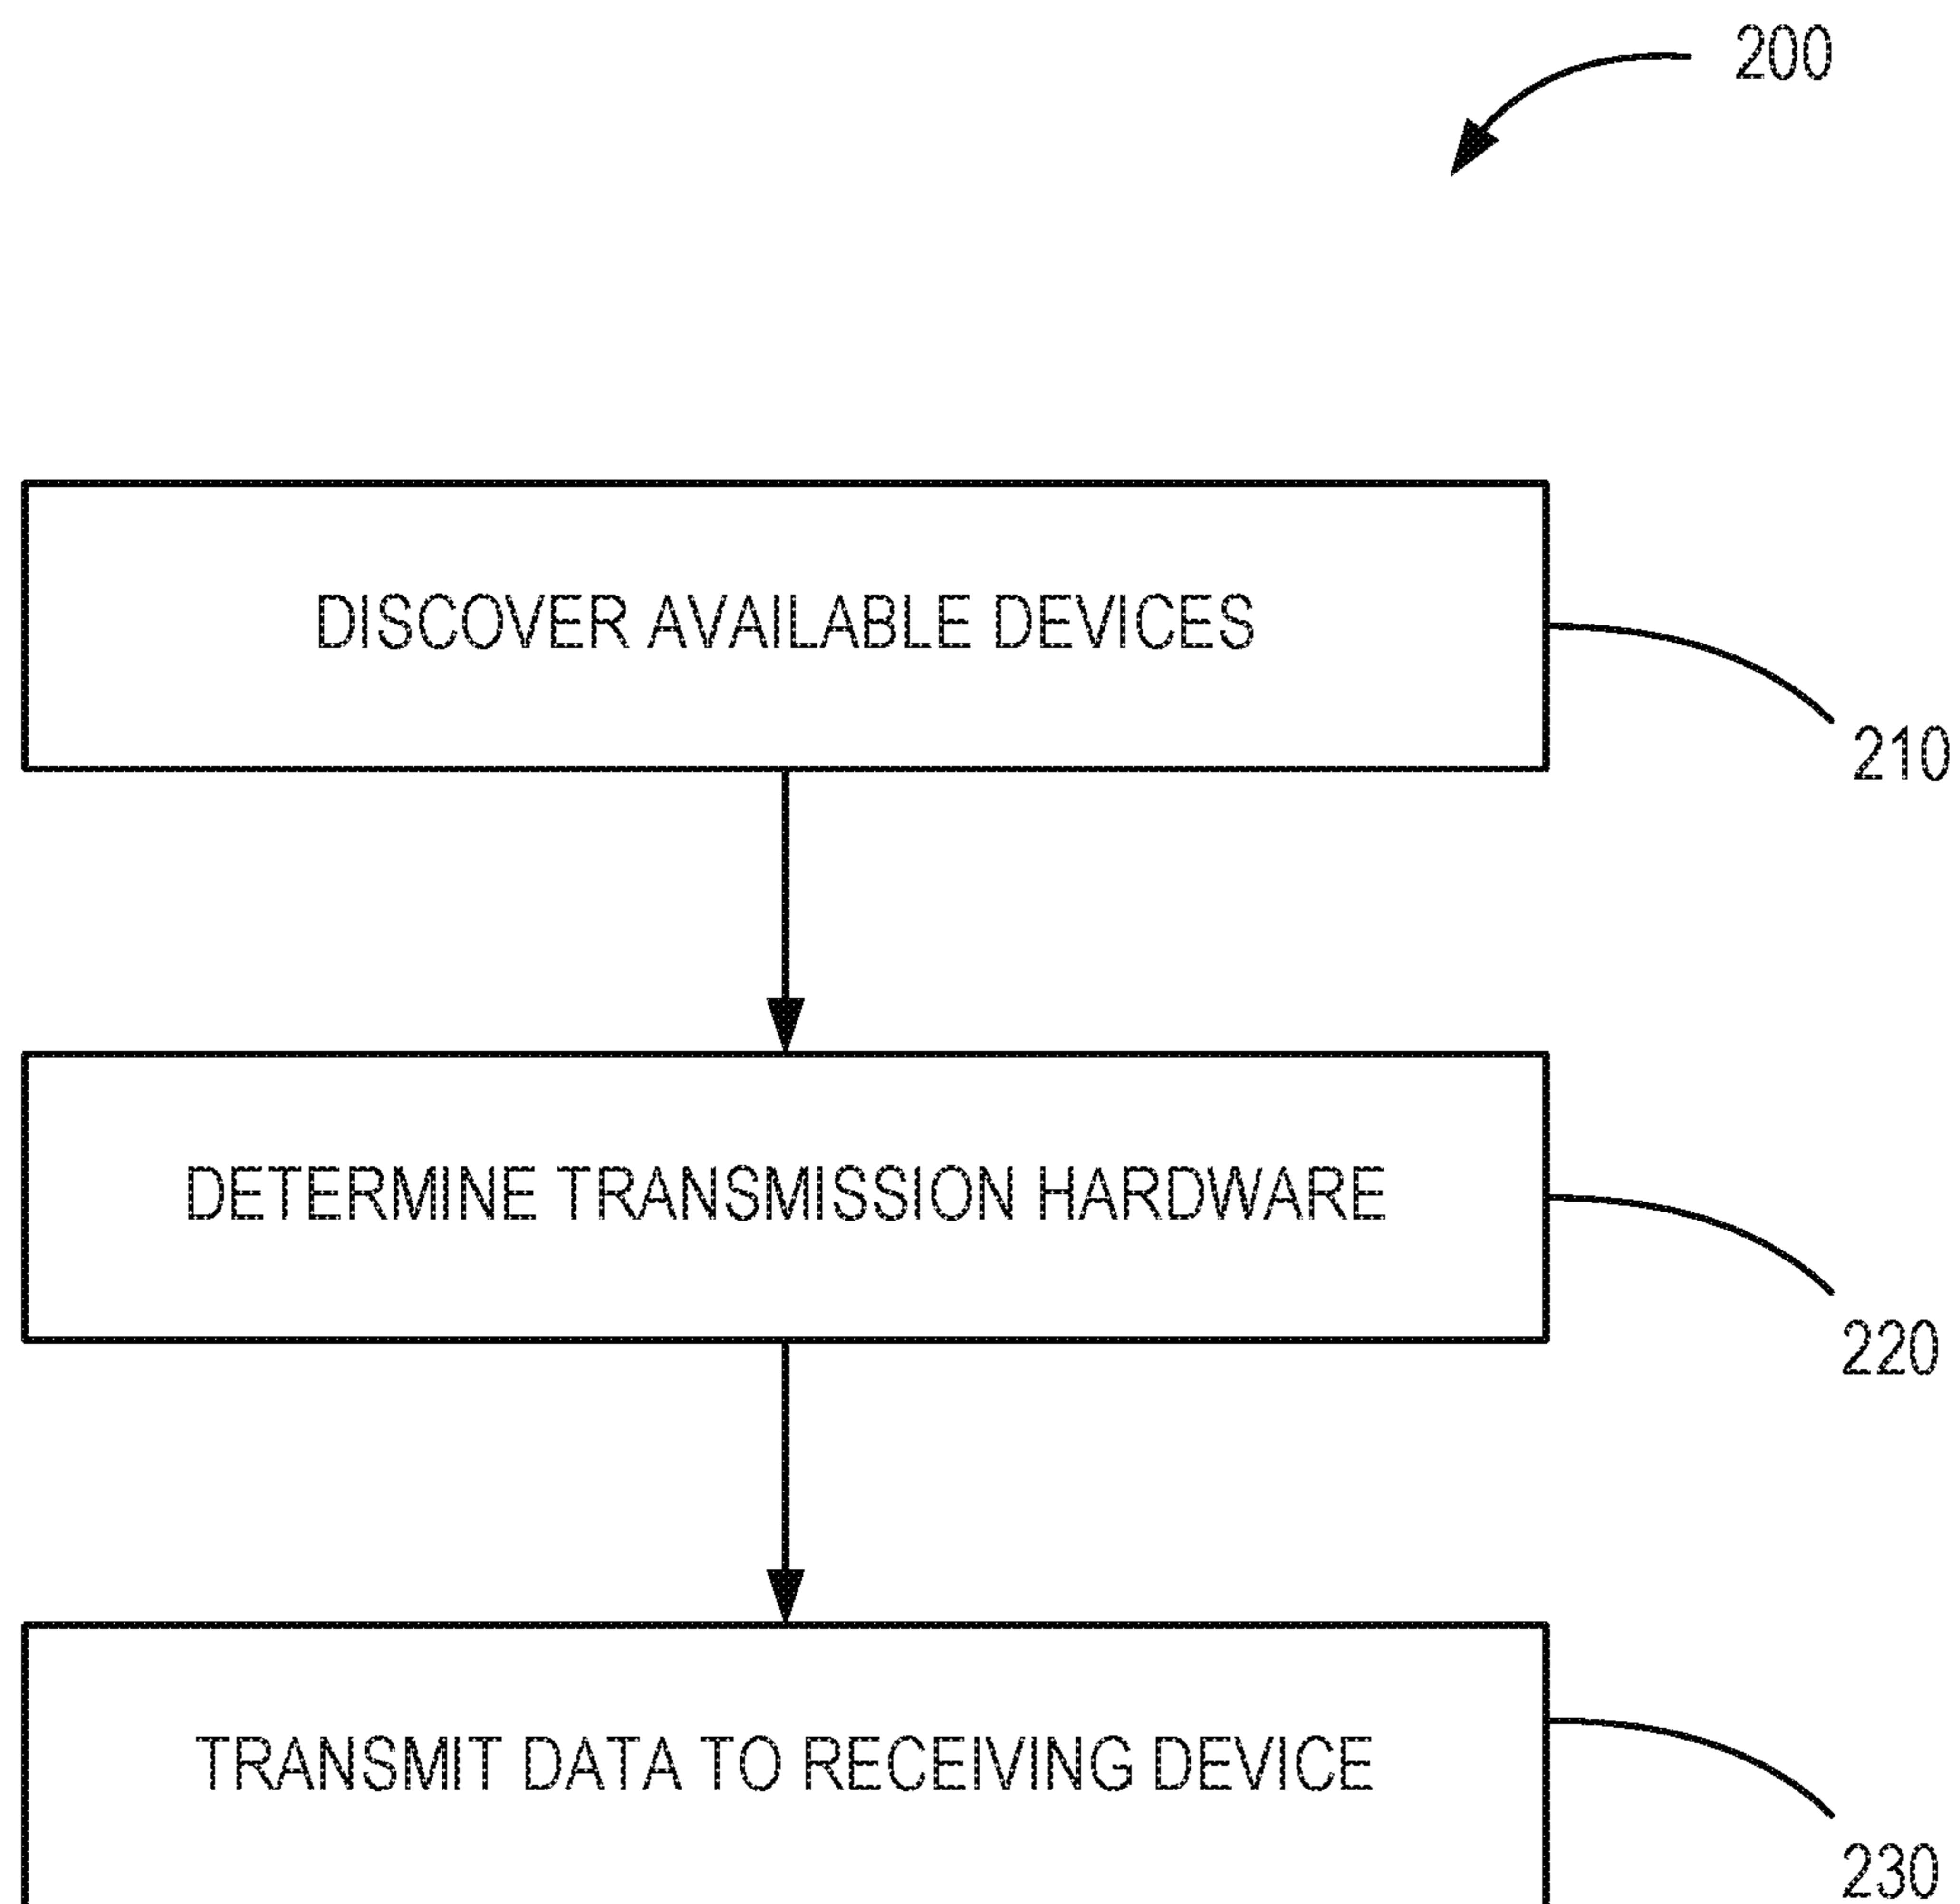 200
DISCOVER AVAILABLE DEVICES
210
DETERMINE TRANSMISSION HARDWARE
220
TRANSMIT DATA TO RECEIVING DEVICE
230